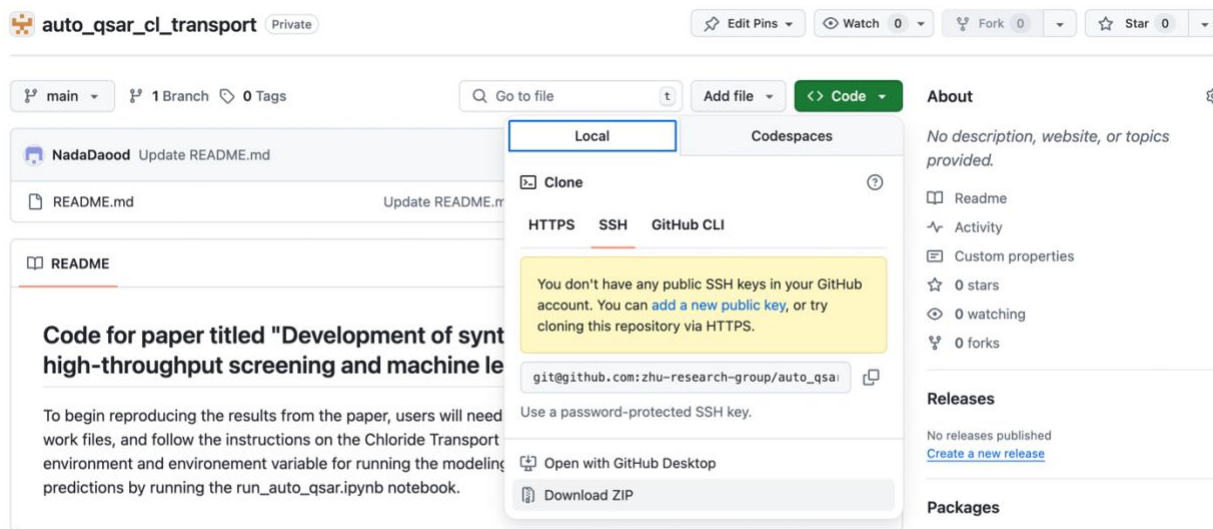 auto_qsar_cl_transport Private
Edit Pins Watch 0 Fork 0 Star 0
main 1 Branch 0 Tags
Go to file t Add file Code
NadaDaood Update README.md
README.md Update README.m
README
Code for paper titled "Development of synt
high-throughput screening and machine le
To begin reproducing the results from the paper, users will need
work files, and follow the instructions on the Chloride Transport
environment and environement variable for running the modeling
predictions by running the run_auto_qsar.ipynb notebook.
Local Codespaces
Clone
HTTPS SSH GitHub CLI
You don't have any public SSH keys in your GitHub
account. You can add a new public key, or try
cloning this repository via HTTPS.
git@github.com:zhu-research-group/auto_qsa
Use a password-protected SSH key.
Open with GitHub Desktop
Download ZIP
About
No description, website, or topics
provided.
Readme
Activity
Custom properties
0 stars
0 watching
0 forks
Releases
No releases published
Create a new release
Packages